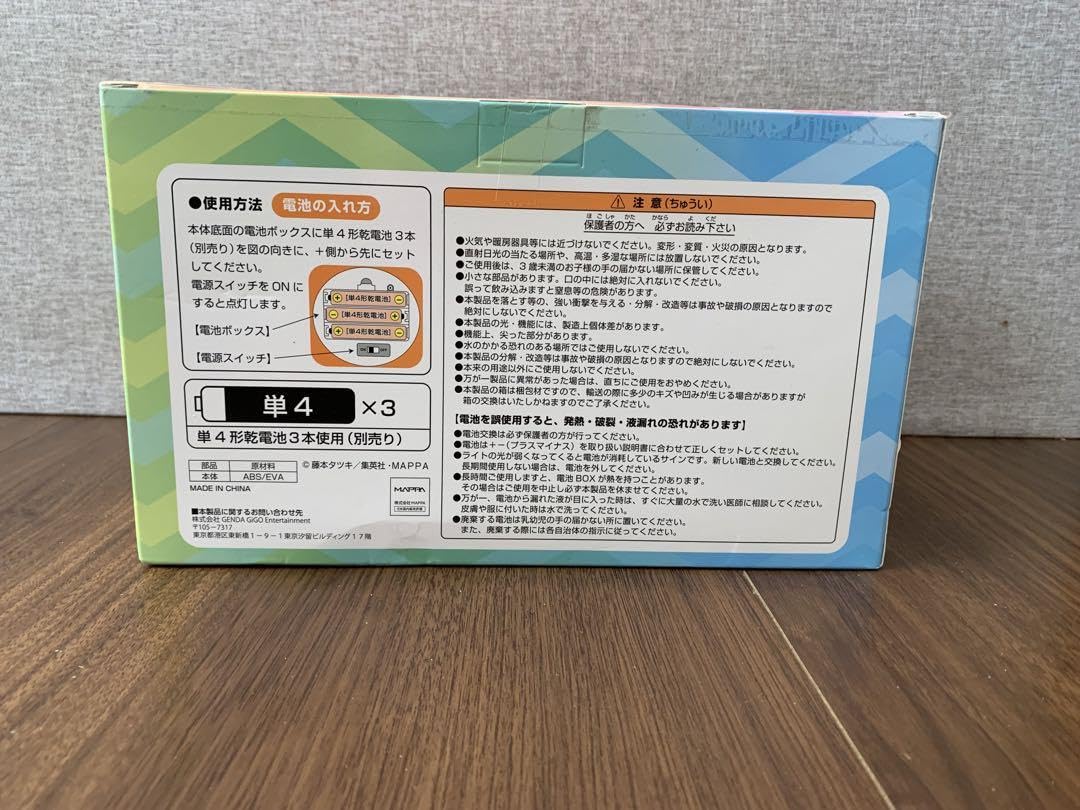 ●使用方法 電池の入れ方
本体底面の電池ボックスに単4形乾電池3本
(別売り)を図の向きに、+側から先にセット
してください。
電源スイッチをONに
すると点灯します。
【電池ボックス】
【電源スイッチ】
+ [単4形乾電池] −
− [単4形乾電池] +
+ [単4形乾電池] −
ON OFF
単4 ×3
単4形乾電池3本使用(別売り)
部品 原材料
本体 ABS/EVA
©藤本タツキ/集英社・MAPPA
MADE IN CHINA
MAPPA
株式会社MAPPA
■本製品に関するお問い合わせ先
株式会社 GENDA GiGO Entertainment
〒105-7317
東京都港区東新橋1-9-1東京汐留ビルディング17階
⚠ 注意(ちゅうい)
ほごしゃ かた かなら よ くだ
保護者の方へ 必ずお読み下さい
●火気や暖房器具等には近づけないでください。変形・変質・火災の原因となります。
●直射日光の当たる場所や、高温・多湿な場所には放置しないでください。
●ご使用後は、3歳未満のお子様の手の届かない場所に保管してください。
●小さな部品があります。口の中には絶対に入れないでください。
誤って飲み込みますと窒息等の危険があります。
●本製品を落とす等の、強い衝撃を与える・分解・改造等は事故や破損の原因となりますので
絶対にしないでください。
●本製品の光・機能には、製造上個体差があります。
●機能上、尖った部分があります。
●水のかかる恐れのある場所ではご使用しないでください。
●本製品の分解・改造等は事故や破損の原因となりますので絶対にしないでください。
●本来の用途以外にご使用しないでください。
●万が一製品に異常があった場合は、直ちにご使用をおやめください。
●本製品の箱は梱包材ですので、輸送の際に多少のキズや凹みが生じる場合がありますが
箱の交換はいたしかねますのでご了承ください。
【電池を誤使用すると、発熱・破裂・液漏れの恐れがあります】
●電池交換は必ず保護者の方が行ってください。
●電池は+−(プラスマイナス)を取り扱い説明書に合わせて正しくセットしてください。
●ライトの光が弱くなってくると電池が消耗しているサインです。新しい電池と交換してください。
長期間使用しない場合は、電池を外してください。
●長時間ご使用しますと、電池BOXが熱を持つことがあります。
その場合はご使用を中止し必ず本製品を休ませてください。
●万が一、電池から漏れた液が目に入った時は、すぐに大量の水で洗い医師に相談してください。
皮膚や服に付いた時は水で洗ってください。
●廃棄する電池は乳幼児の手の届かない所に置いてください。
また、廃棄する際には各自治体の指示に従ってください。